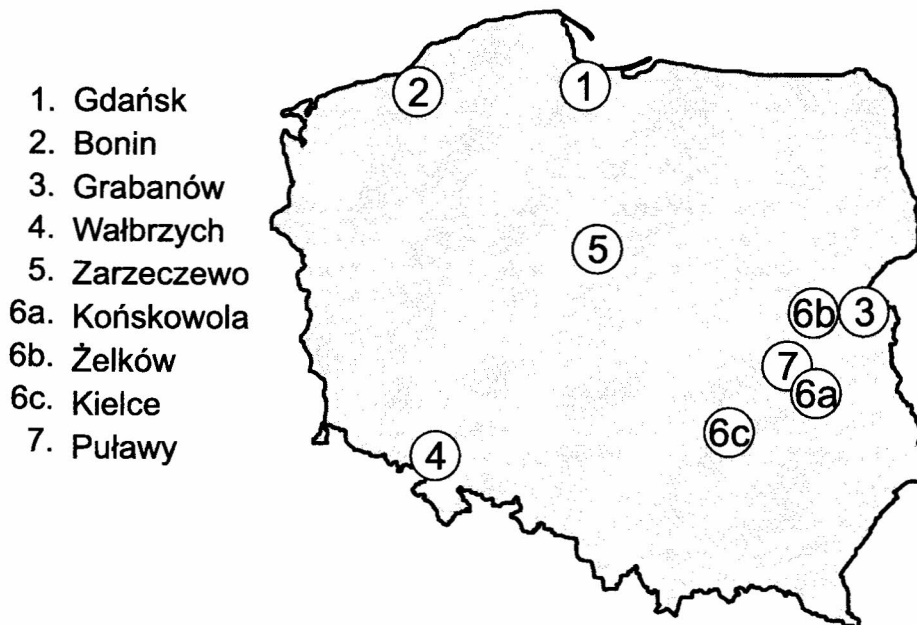 1. Gdańsk
2. Bonin
3. Grabanów
4. Wałbrzych
5. Zarzeczewo
6a. Końskowola
6b. Żelków
6c. Kielce
7. Puławy
2
1
5
6b
3
7
6a
6c
4